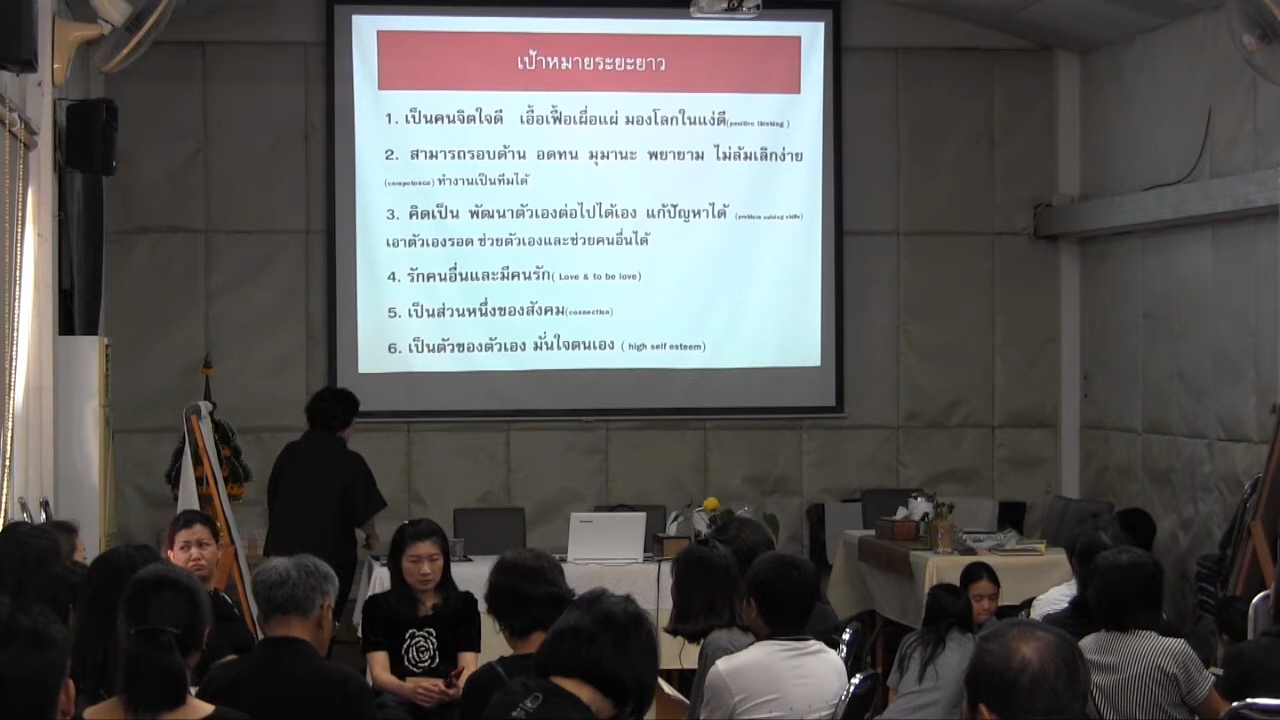 เป้าหมายระยะยาว
1. เป็นคนจิตใจดี เอื้อเฟื้อเผื่อแผ่ มองโลกในแง่ดี(positive thinking )
2. สามารถรอบด้าน อดทน มุมานะ พยายาม ไม่ล้มเลิกง่าย
(competence) ทำงานเป็นทีมได้
3. คิดเป็น พัฒนาตัวเองต่อไปได้เอง แก้ปัญหาได้ (problem solving skills)
เอาตัวเองรอด ช่วยตัวเองและช่วยคนอื่นได้
4. รักคนอื่นและมีคนรัก( Love & to be love)
5. เป็นส่วนหนึ่งของสังคม(connection)
6. เป็นตัวของตัวเอง มั่นใจตนเอง ( high self esteem)